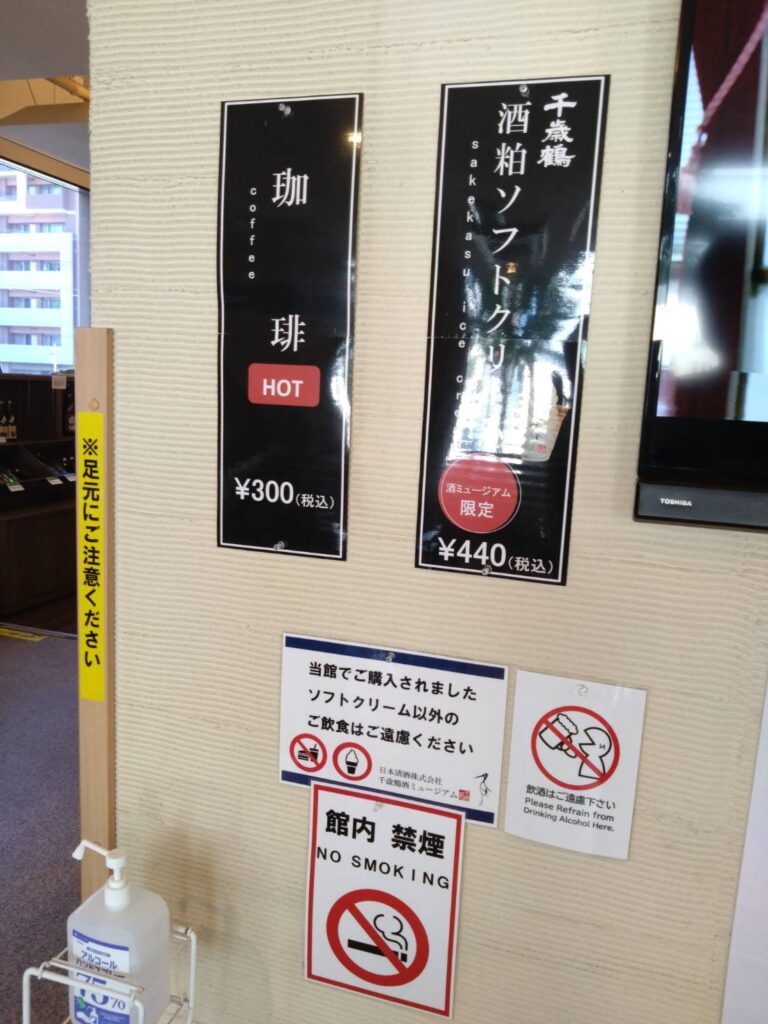 珈琲
coffee
HOT
¥300(税込)
千歳鶴
酒粕ソフトクリ
sakekasu ice cre
酒ミュージアム
限定
¥440(税込)
TOSHIBA
※足元にご注意ください
当館でご購入されました
ソフトクリーム以外の
ご飲食はご遠慮ください
日本清酒株式会社
千歳鶴酒ミュージアム
飲酒はご遠慮下さい
Please Refrain from
Drinking Alcohol Here.
館内 禁煙
NO SMOKING
アルコール
75%